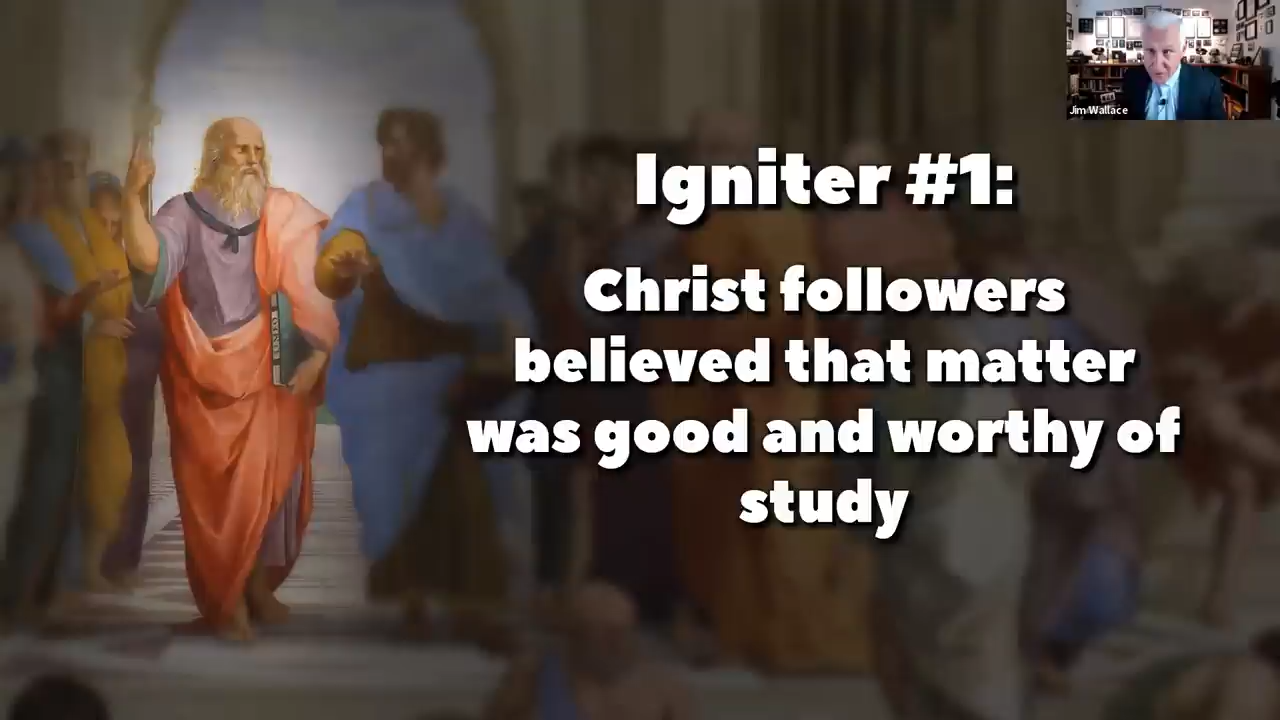 Jim Wallace
Igniter #1:
Christ followers
believed that matter
was good and worthy of
study